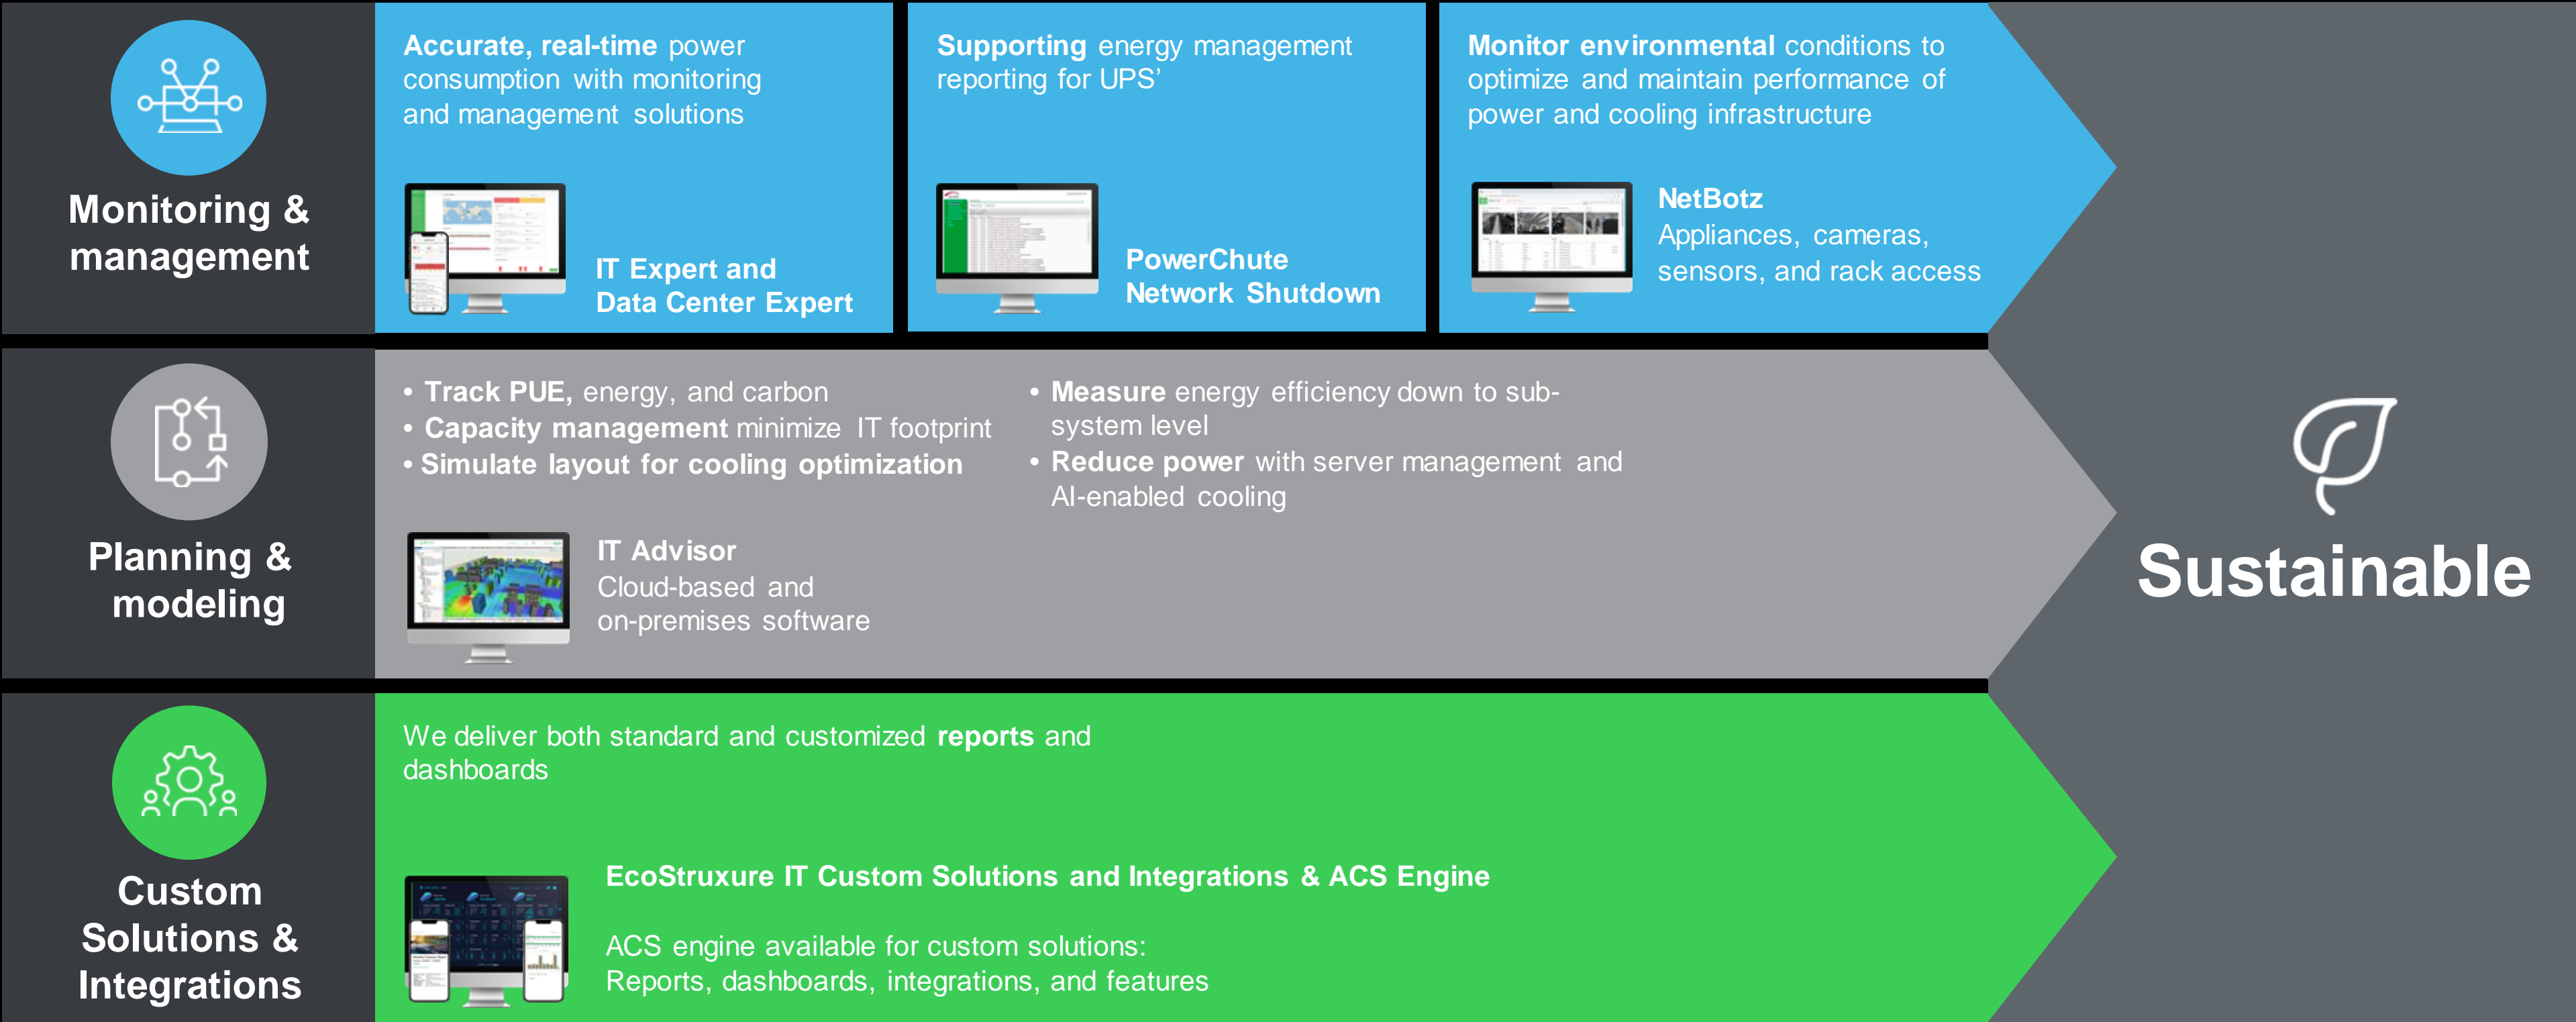 Monitoring &
management
Accurate, real-time power
consumption with monitoring
and management solutions
IT Expert and
Data Center Expert
Supporting energy management
reporting for UPS’
PowerChute
Network Shutdown
Monitor environmental conditions to
optimize and maintain performance of
power and cooling infrastructure
NetBotz
Appliances, cameras,
sensors, and rack access
Planning &
modeling
• Track PUE, energy, and carbon
• Capacity management minimize IT footprint
• Simulate layout for cooling optimization
• Measure energy efficiency down to sub-
system level
• Reduce power with server management and
AI-enabled cooling
IT Advisor
Cloud-based and
on-premises software
Custom
Solutions &
Integrations
We deliver both standard and customized reports and
dashboards
EcoStruxure IT Custom Solutions and Integrations & ACS Engine
ACS engine available for custom solutions:
Reports, dashboards, integrations, and features
Sustainable